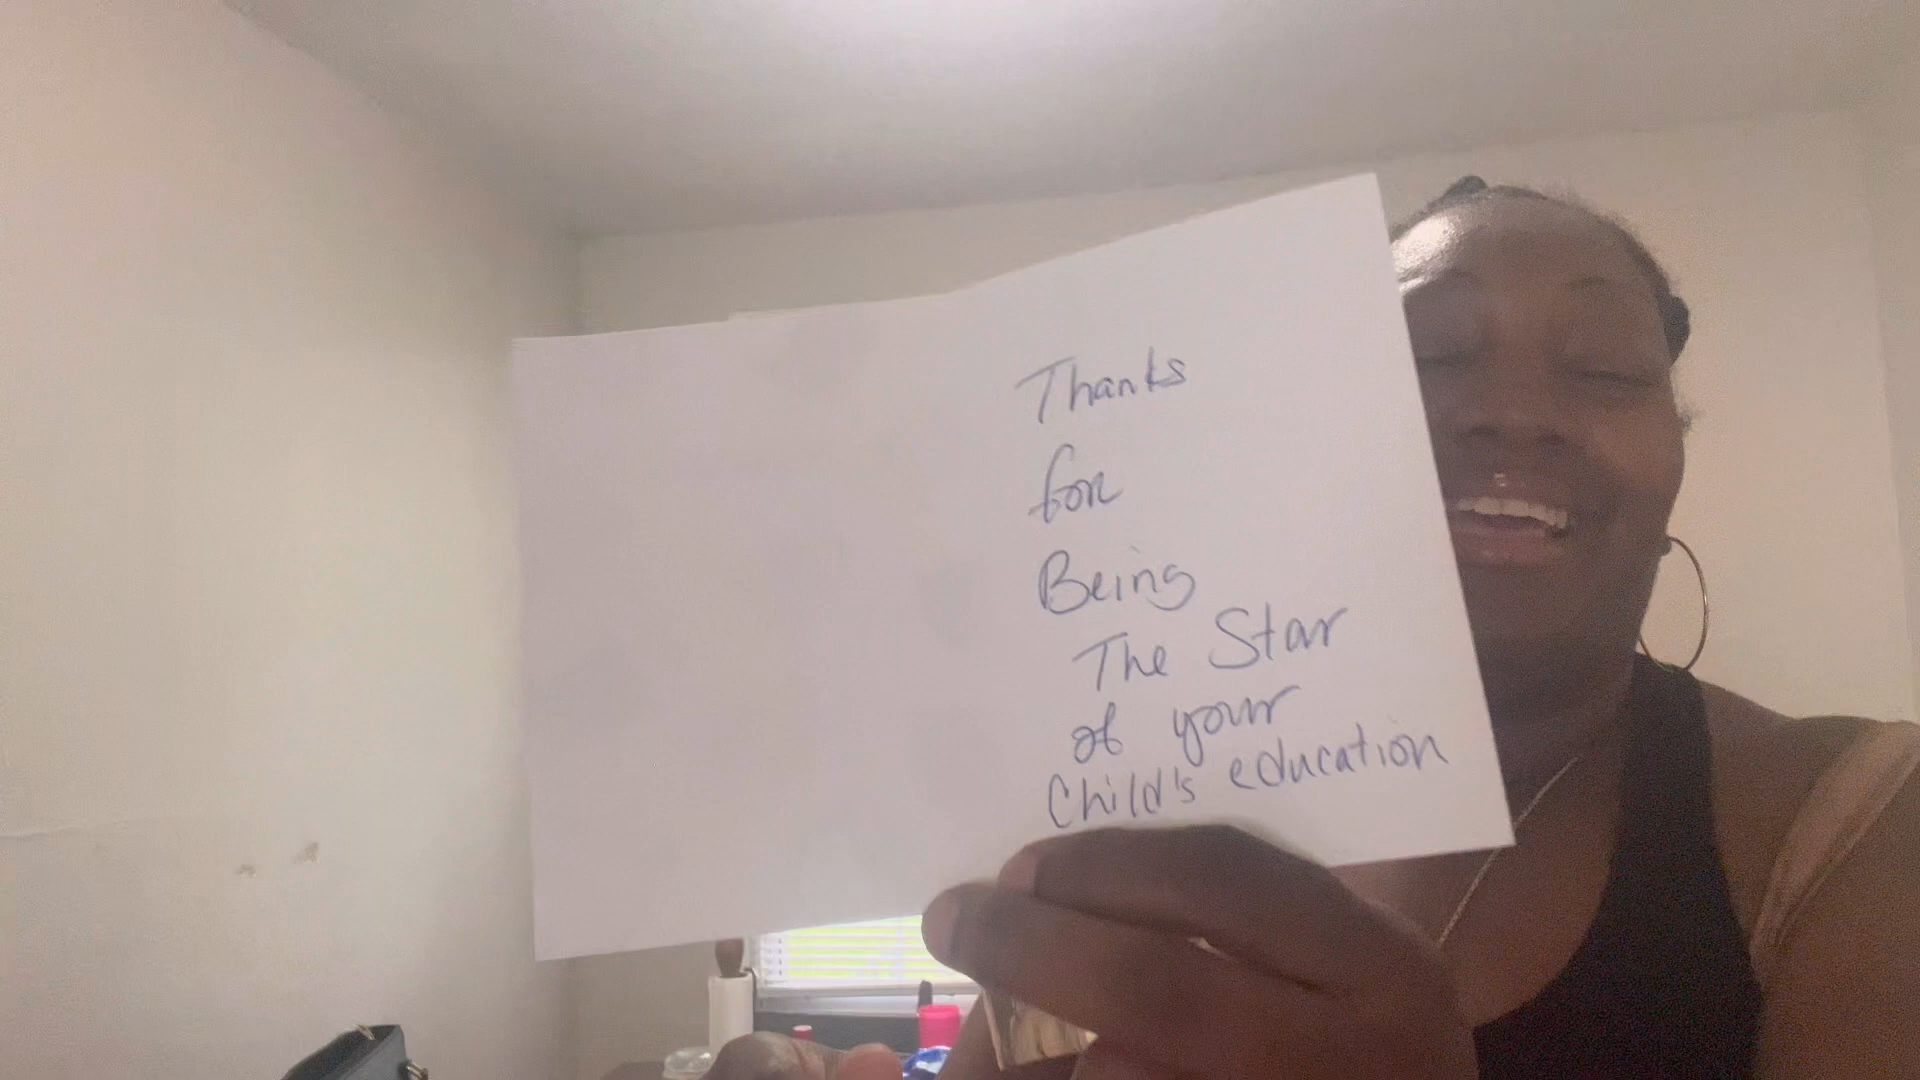 Thanks
for
Being
The Star
of your
Child's education